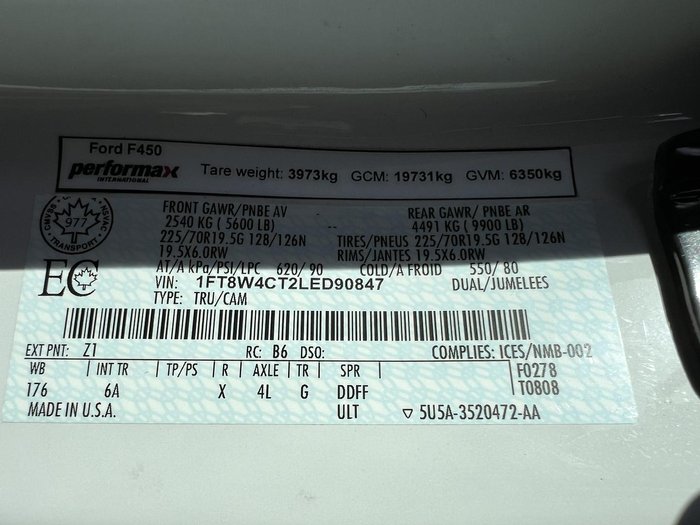 Ford F450
performax
INTERNATIONAL
Tare weight: 3973kg GCM: 19731kg GVM: 6350kg
977
TRANSPORT
FRONT GAWR/PNBE AV REAR GAWR/ PNBE AR
2540 KG ( 5600 LB) 4491 KG ( 9900 LB)
225/70R19.5G 128/126N TIRES/PNEUS 225/70R19.5G 128/126N
19.5X6.0RW RIMS/JANTES 19.5X6.0RW
AT/A kPa/PSI/LPC 620/ 90 COLD/A FROID 550/ 80
EC
VIN: 1FT8W4CT2LED90847 DUAL/JUMELEES
TYPE: TRU/CAM
EXT PNT: Z1 RC: B6 DSO: COMPLIES: ICES/NMB-002
WB | INT TR | TP/PS | R | AXLE | TR | SPR F0278
176 6A X 4L G DDFF T0808
MADE IN U.S.A. ULT ▽ 5U5A-3520472-AA